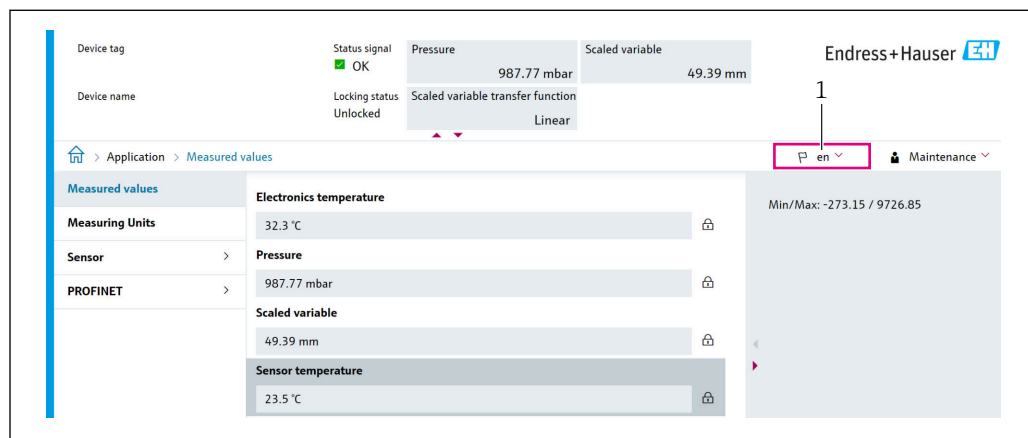 Device tag
Status signal
OK
Pressure
987.77 mbar
Scaled variable
49.39 mm
Endress+Hauser EH
Device name
Locking status
Unlocked
Scaled variable transfer function
Linear
1
> Application > Measured values
en
Maintenance
Measured values
Measuring Units
Sensor >
PROFINET >
Electronics temperature
32.3 °C
Pressure
987.77 mbar
Scaled variable
49.39 mm
Sensor temperature
23.5 °C
Min/Max: -273.15 / 9726.85